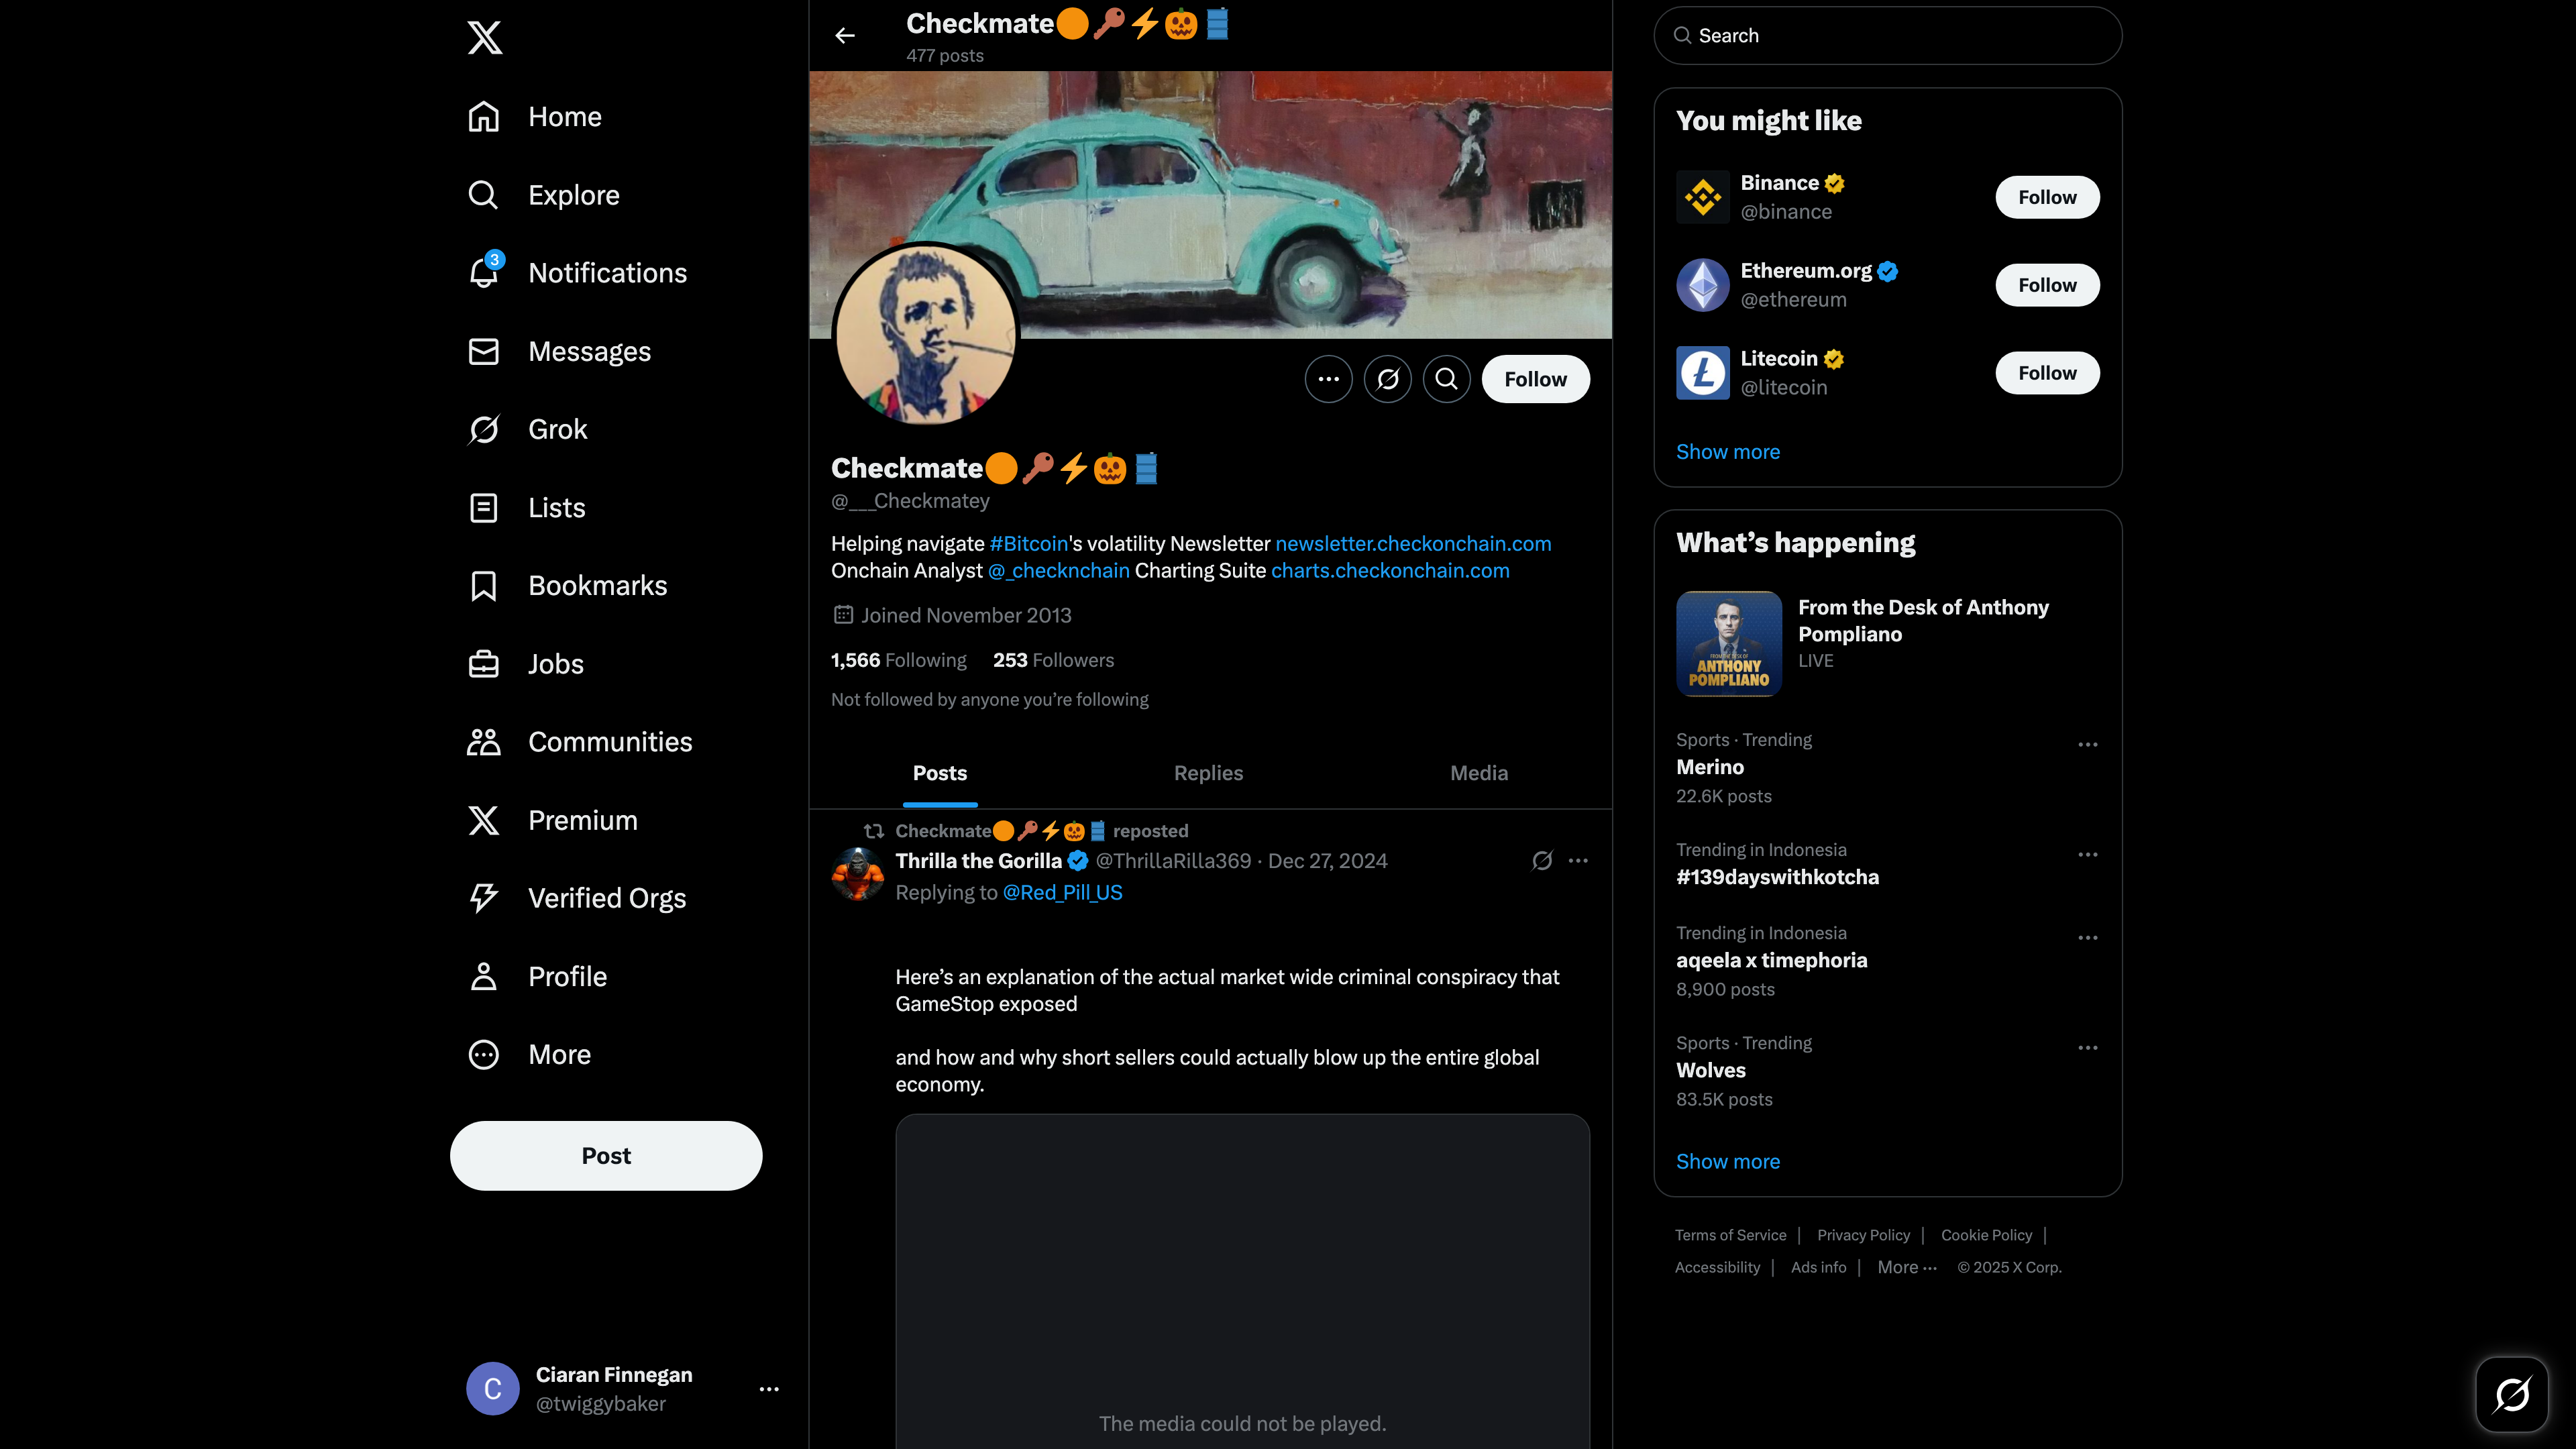 Home
Explore
3
Notifications
Messages
Grok
Lists
Bookmarks
Jobs
Communities
Premium
Verified Orgs
Profile
More
Post
C
Ciaran Finnegan
@twiggybaker
Checkmate🟠🔑⚡🎃🛢️
477 posts
Follow
Checkmate🟠🔑⚡🎃🛢️
@___Checkmatey
Helping navigate #Bitcoin's volatility Newsletter newsletter.checkonchain.com
Onchain Analyst @_checknchain Charting Suite charts.checkonchain.com
Joined November 2013
1,566 Following 253 Followers
Not followed by anyone you’re following
Posts Replies Media
Checkmate🟠🔑⚡🎃🛢️ reposted
Thrilla the Gorilla @ThrillaRilla369 · Dec 27, 2024
Replying to @Red_Pill_US
Here’s an explanation of the actual market wide criminal conspiracy that
GameStop exposed
and how and why short sellers could actually blow up the entire global
economy.
The media could not be played.
Search
You might like
Binance
@binance
Follow
Ethereum.org
@ethereum
Follow
Litecoin
@litecoin
Follow
Show more
What’s happening
FROM THE DESK OF
ANTHONY
POMPLIANO
From the Desk of Anthony
Pompliano
LIVE
Sports · Trending
Merino
22.6K posts
Trending in Indonesia
#139dayswithkotcha
Trending in Indonesia
aqeela x timephoria
8,900 posts
Sports · Trending
Wolves
83.5K posts
Show more
Terms of Service | Privacy Policy | Cookie Policy |
Accessibility | Ads info | More ··· © 2025 X Corp.